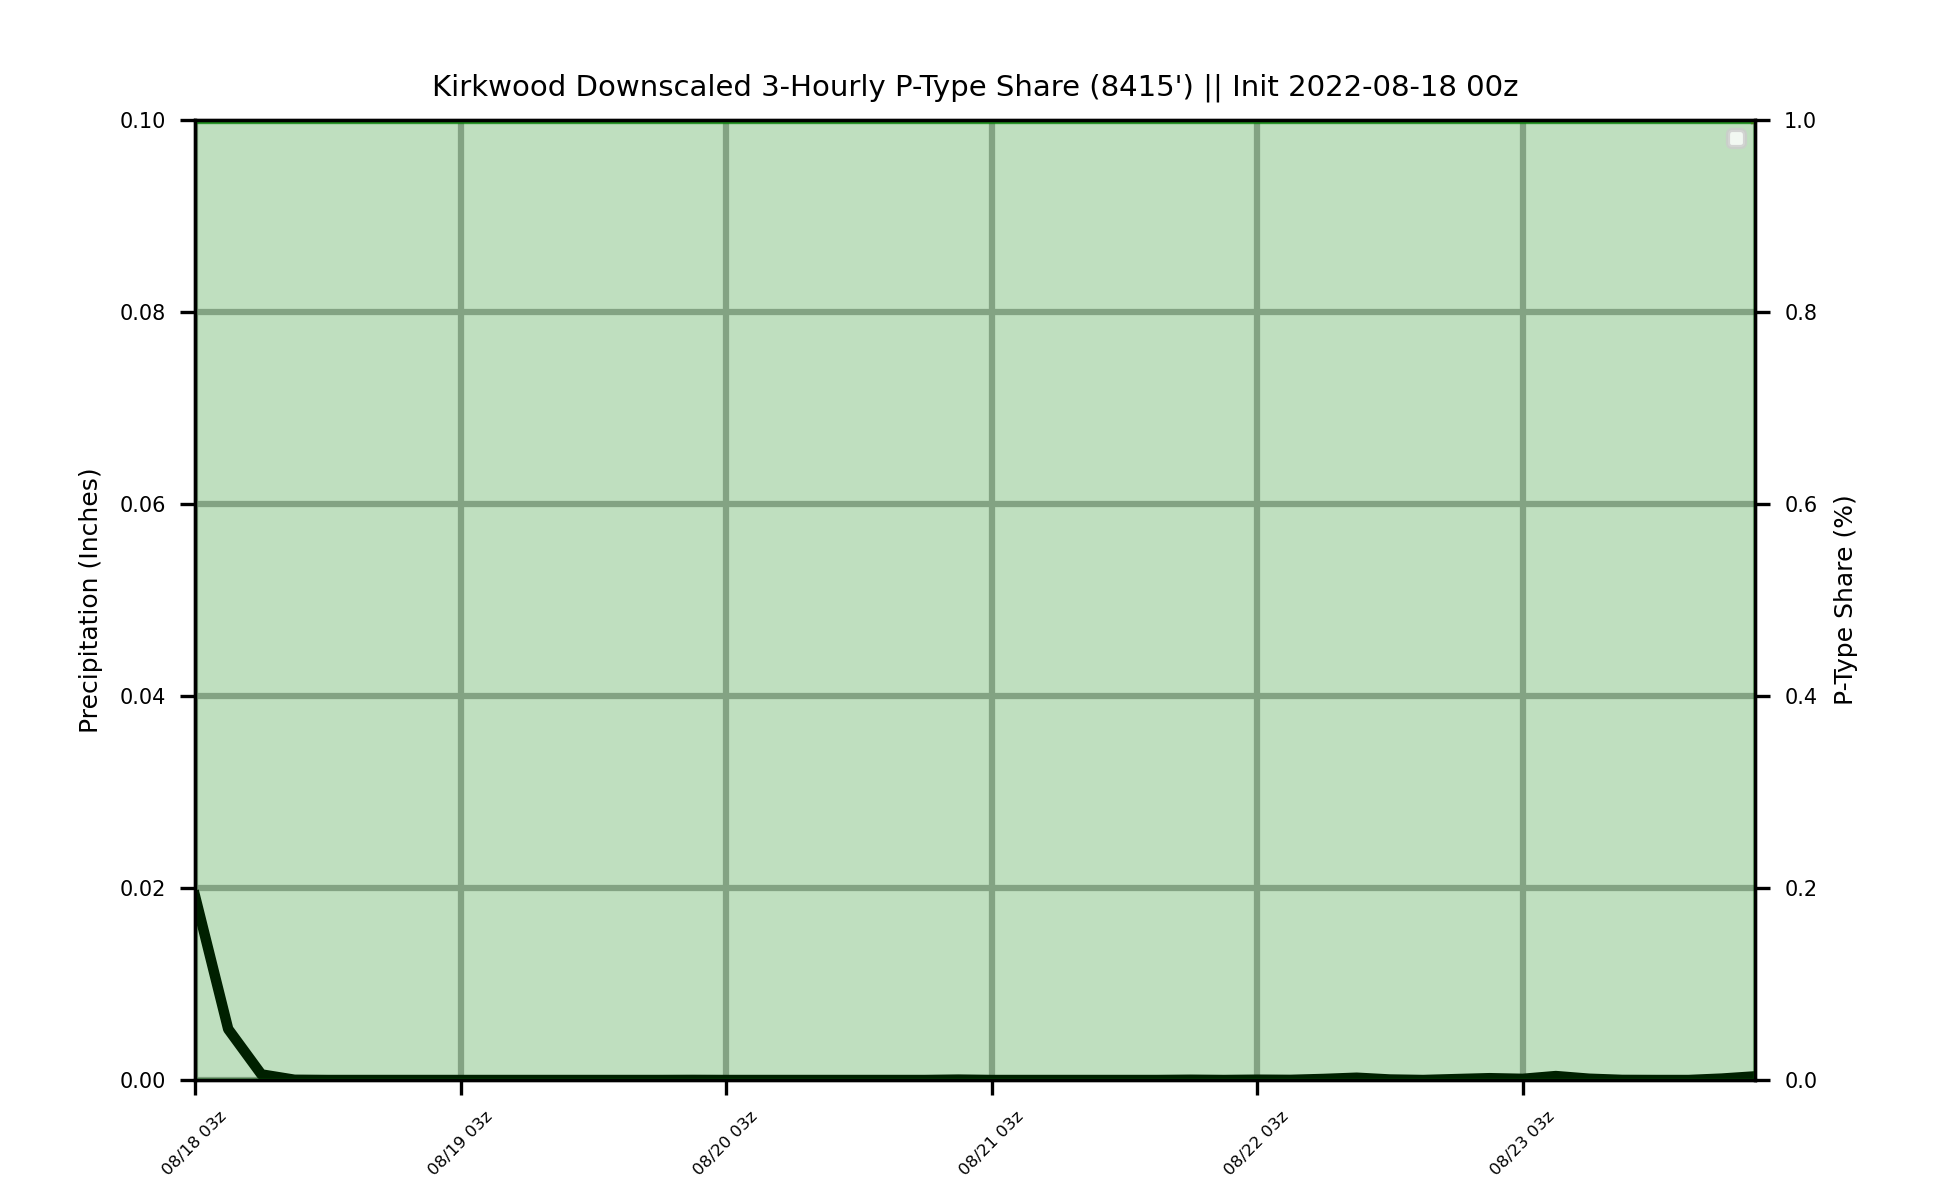 Kirkwood Downscaled 3-Hourly P-Type Share (8415') || Init 2022-08-18 00z
Precipitation (Inches)
0.10
0.08
0.06
0.04
0.02
0.00
1.0
0.8
0.6
0.4
0.2
0.0
P-Type Share (%)
08/18 03z
08/19 03z
08/20 03z
08/21 03z
08/22 03z
08/23 03z